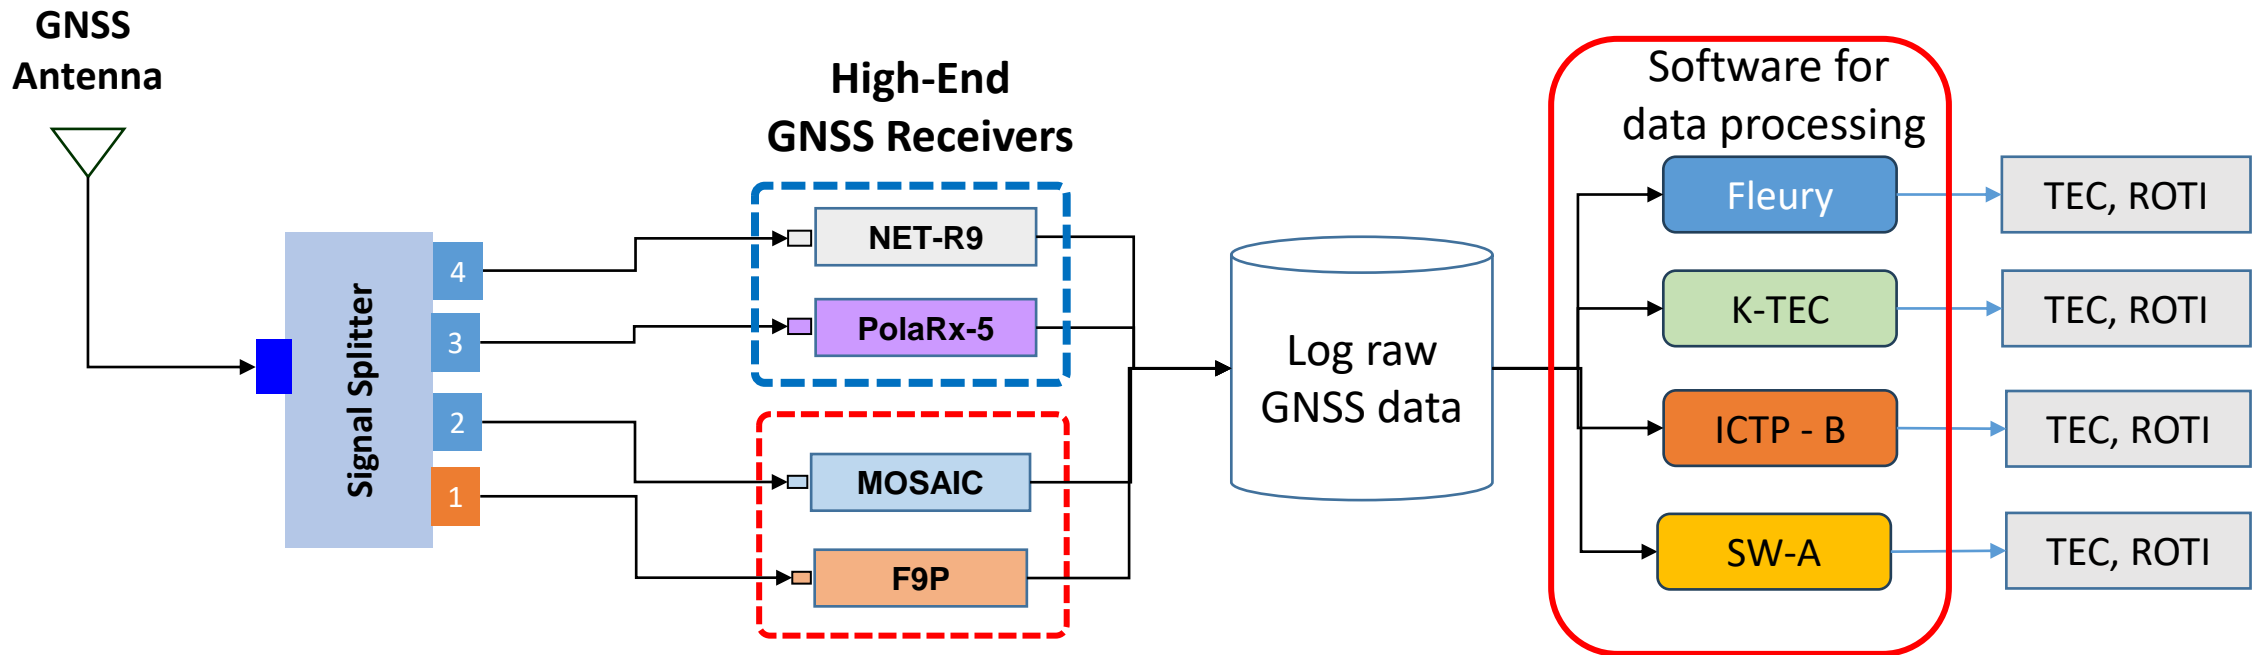 GNSS
Antenna
Signal Splitter
4
3
2
1
High-End
GNSS Receivers
NET-R9
PolaRx-5
MOSAIC
F9P
Log raw
GNSS data
Software for
data processing
Fleury
K-TEC
ICTP - B
SW-A
TEC, ROTI
TEC, ROTI
TEC, ROTI
TEC, ROTI